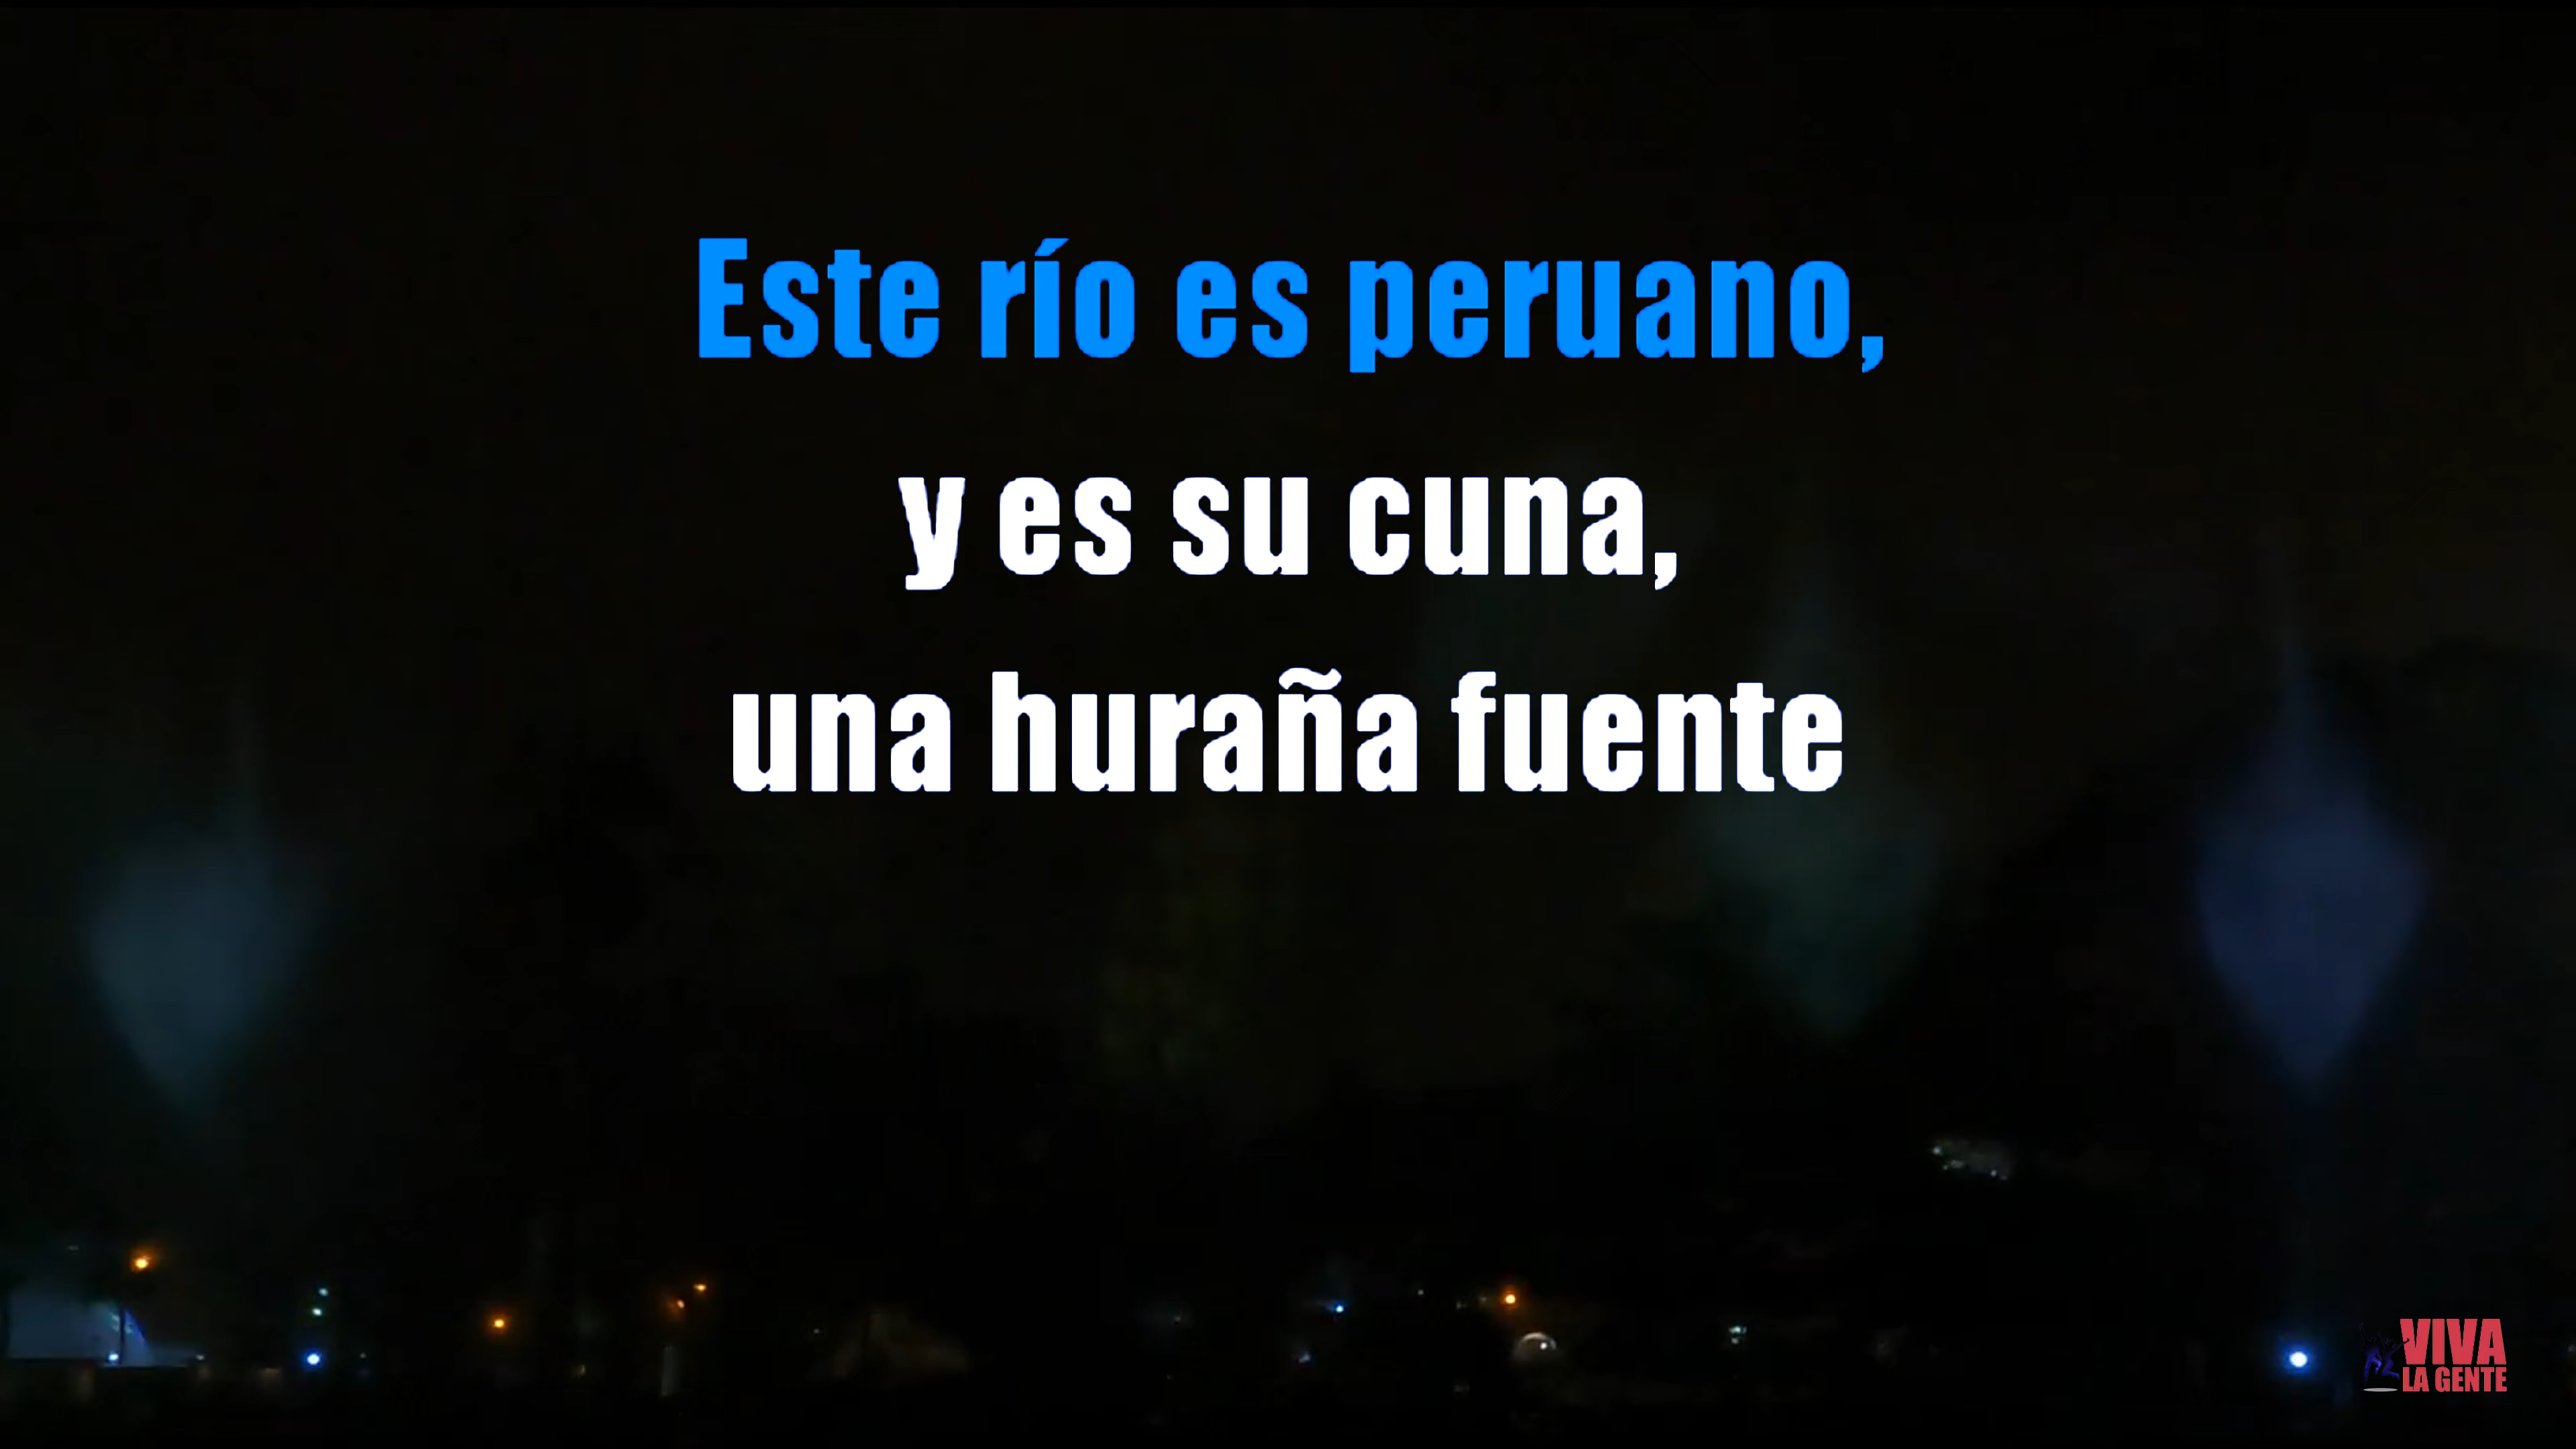 Este río es peruano,
y es su cuna,
una huraña fuente
VIVA
LA GENTE